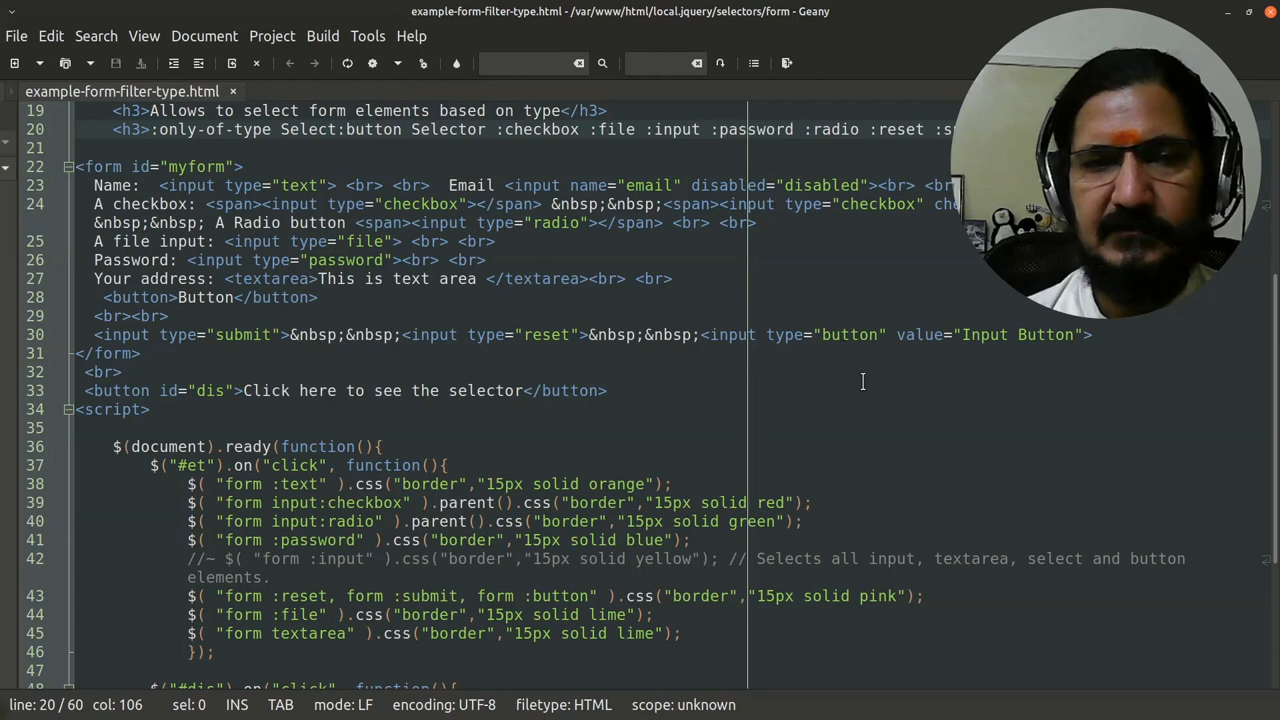 example-form-filter-type.html - /var/www/html/local.jquery/selectors/form - Geany
File Edit Search View Document Project Build Tools Help
example-form-filter-type.html ×
19 <h3>Allows to select form elements based on type</h3>
20 <h3>:only-of-type Select:button Selector :checkbox :file :input :password :radio :reset
21
22 <form id="myform">
23 Name: <input type="text"> <br> <br> Email <input name="email" disabled="disabled"><br> <br
24 A checkbox: <span><input type="checkbox"></span> &nbsp;&nbsp;<span><input type="checkbox"
&nbsp;&nbsp; A Radio button <span><input type="radio"></span> <br> <br>
25 A file input: <input type="file"> <br> <br>
26 Password: <input type="password"><br> <br>
27 Your address: <textarea>This is text area </textarea><br> <br>
28 <button>Button</button>
29 <br><br>
30 <input type="submit">&nbsp;&nbsp;<input type="reset">&nbsp;&nbsp;<input type="button" value="Input Button">
31 </form>
32 <br>
33 <button id="dis">Click here to see the selector</button>
34 <script>
35
36 $(document).ready(function(){
37 $("#et").on("click", function(){
38 $( "form :text" ).css("border","15px solid orange");
39 $( "form input:checkbox" ).parent().css("border","15px solid red");
40 $( "form input:radio" ).parent().css("border","15px solid green");
41 $( "form :password" ).css("border","15px solid blue");
42 //~ $( "form :input" ).css("border","15px solid yellow"); // Selects all input, textarea, select and button
elements.
43 $( "form :reset, form :submit, form :button" ).css("border","15px solid pink");
44 $( "form :file" ).css("border","15px solid lime");
45 $( "form textarea" ).css("border","15px solid lime");
46 });
47
48 $("#dis").on("click", function(){
line: 20 / 60 col: 106 sel: 0 INS TAB mode: LF encoding: UTF-8 filetype: HTML scope: unknown